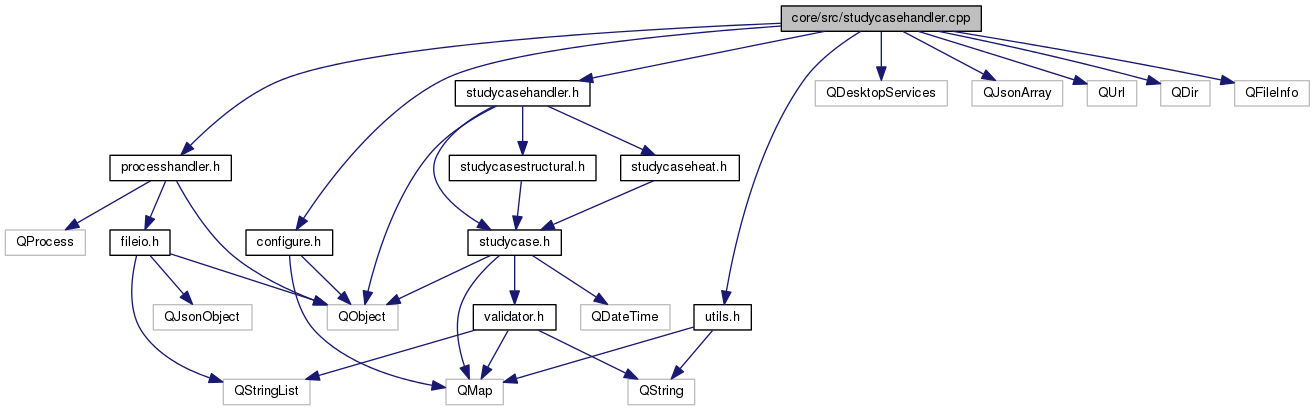 core/src/studycasehandler.cpp
studycasehandler.h
QDesktopServices
QJsonArray
QUrl
QDir
QFileInfo
processhandler.h
studycasestructural.h
studycaseheat.h
QProcess
fileio.h
configure.h
studycase.h
QJsonObject
QObject
validator.h
QDateTime
utils.h
QStringList
QMap
QString